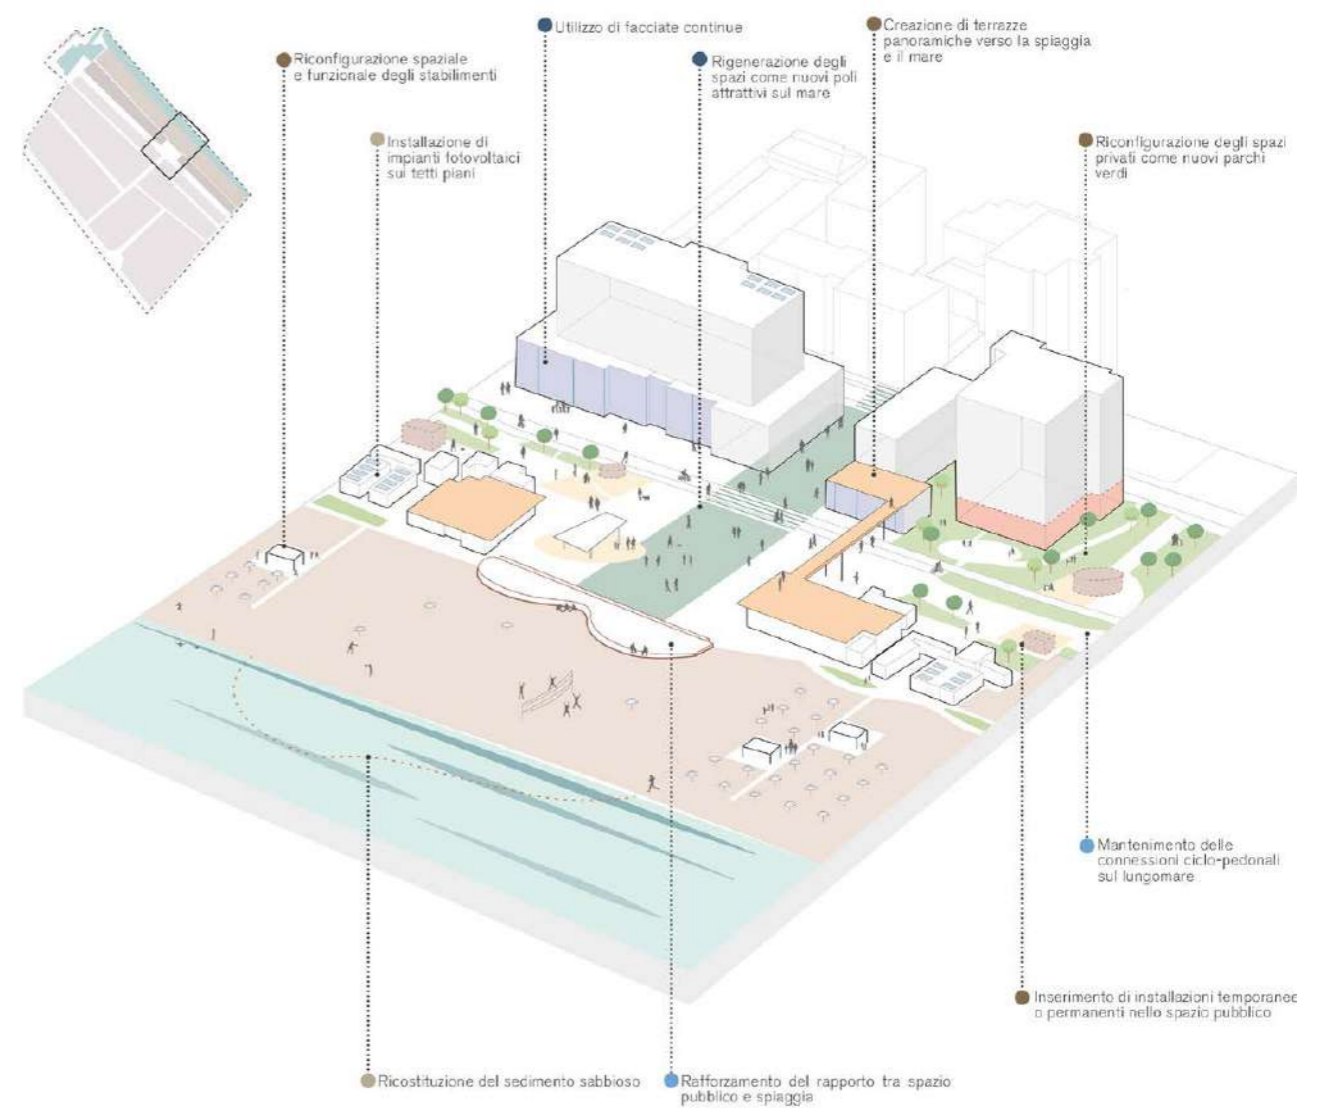 Utilizzo di facciate continue
Creazione di terrazze
panoramiche verso la spiaggia
e il mare
Riconfigurazione spaziale
e funzionale degli stabilimenti
Rigenerazione degli
spazi come nuovi poli
attrattivi sul mare
Installazione di
impianti fotovoltaici
sui tetti piani
Riconfigurazione degli spazi
privati come nuovi parchi
verdi
Mantenimento delle
connessioni ciclo-pedonali
sul lungomare
Inserimento di installazioni temporanee
o permanenti nello spazio pubblico
Ricostituzione del sedimento sabbioso
Rafforzamento del rapporto tra spazio
pubblico e spiaggia